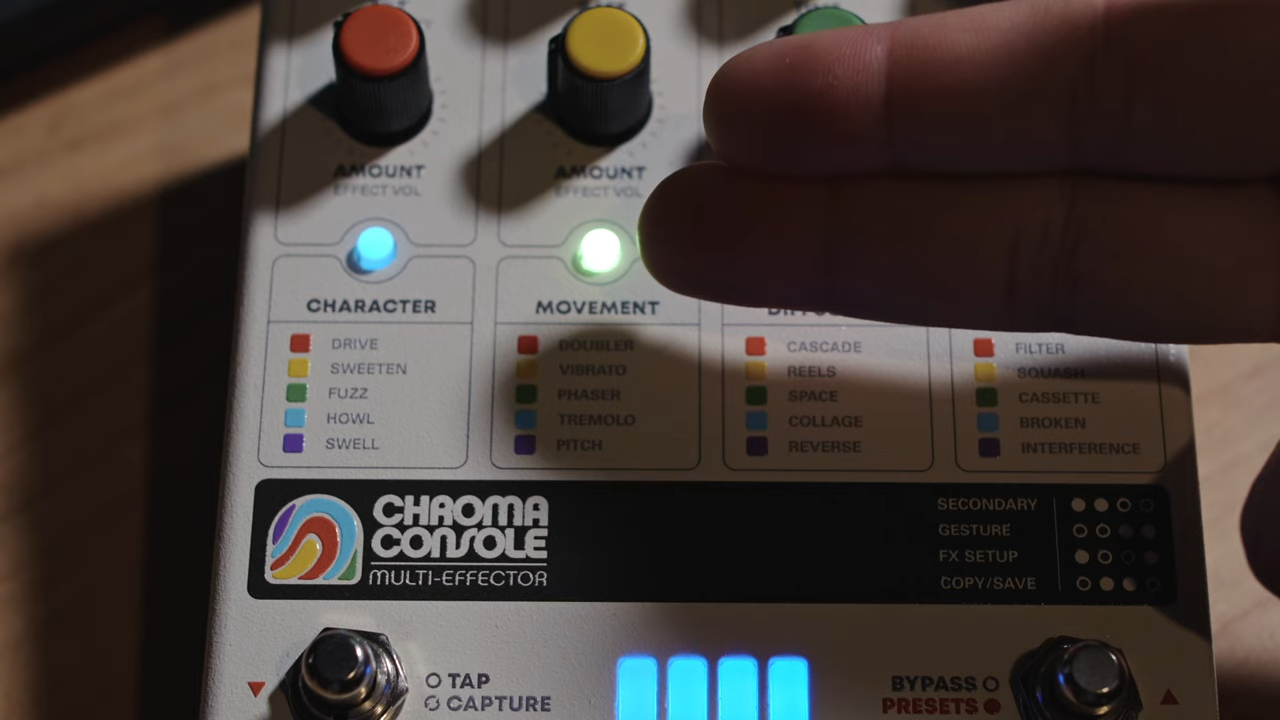 AMOUNT
EFFECT VOL
AMOUNT
EFFECT VOL
CHARACTER
DRIVE
SWEETEN
FUZZ
HOWL
SWELL
MOVEMENT
DOUBLER
VIBRATO
PHASER
TREMOLO
PITCH
CASCADE
REELS
SPACE
COLLAGE
REVERSE
FILTER
SQUASH
CASSETTE
BROKEN
INTERFERENCE
CHROMA
CONSOLE
MULTI-EFFECTOR
SECONDARY
GESTURE
FX SETUP
COPY/SAVE
TAP
CAPTURE
BYPASS
PRESETS